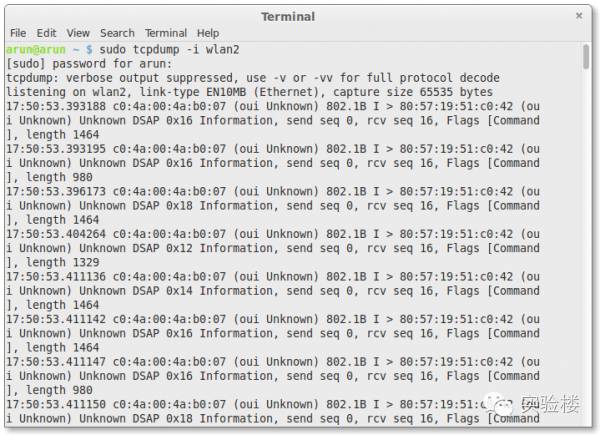 Terminal
File Edit View Search Terminal Help
arun@arun ~ $ sudo tcpdump -i wlan2
[sudo] password for arun:
tcpdump: verbose output suppressed, use -v or -vv for full protocol decode
listening on wlan2, link-type EN10MB (Ethernet), capture size 65535 bytes
17:50:53.393188 c0:4a:00:4a:b0:07 (oui Unknown) 802.1B I > 80:57:19:51:c0:42 (ou
i Unknown) Unknown DSAP 0x16 Information, send seq 0, rcv seq 16, Flags [Command
], length 1464
17:50:53.393195 c0:4a:00:4a:b0:07 (oui Unknown) 802.1B I > 80:57:19:51:c0:42 (ou
i Unknown) Unknown DSAP 0x16 Information, send seq 0, rcv seq 16, Flags [Command
], length 980
17:50:53.396173 c0:4a:00:4a:b0:07 (oui Unknown) 802.1B I > 80:57:19:51:c0:42 (ou
i Unknown) Unknown DSAP 0x18 Information, send seq 0, rcv seq 16, Flags [Command
], length 1464
17:50:53.404264 c0:4a:00:4a:b0:07 (oui Unknown) 802.1B I > 80:57:19:51:c0:42 (ou
i Unknown) Unknown DSAP 0x12 Information, send seq 0, rcv seq 16, Flags [Command
], length 1329
17:50:53.411136 c0:4a:00:4a:b0:07 (oui Unknown) 802.1B I > 80:57:19:51:c0:42 (ou
i Unknown) Unknown DSAP 0x14 Information, send seq 0, rcv seq 16, Flags [Command
], length 1464
17:50:53.411142 c0:4a:00:4a:b0:07 (oui Unknown) 802.1B I > 80:57:19:51:c0:42 (ou
i Unknown) Unknown DSAP 0x16 Information, send seq 0, rcv seq 16, Flags [Command
], length 1464
17:50:53.411147 c0:4a:00:4a:b0:07 (oui Unknown) 802.1B I > 80:57:19:51:c0:42 (ou
i Unknown) Unknown DSAP 0x16 Information, send seq 0, rcv seq 16, Flags [Command
], length 980
17:50:53.411150 c0:4a:00:4a:b0:07 (oui Unknown) 802.1B I > 80:57:19:51:c0:42 (ou
i Unknown) Unknown DSAP 0x18 Information, send seq 0, rcv seq 16, Flags [Command
实验楼